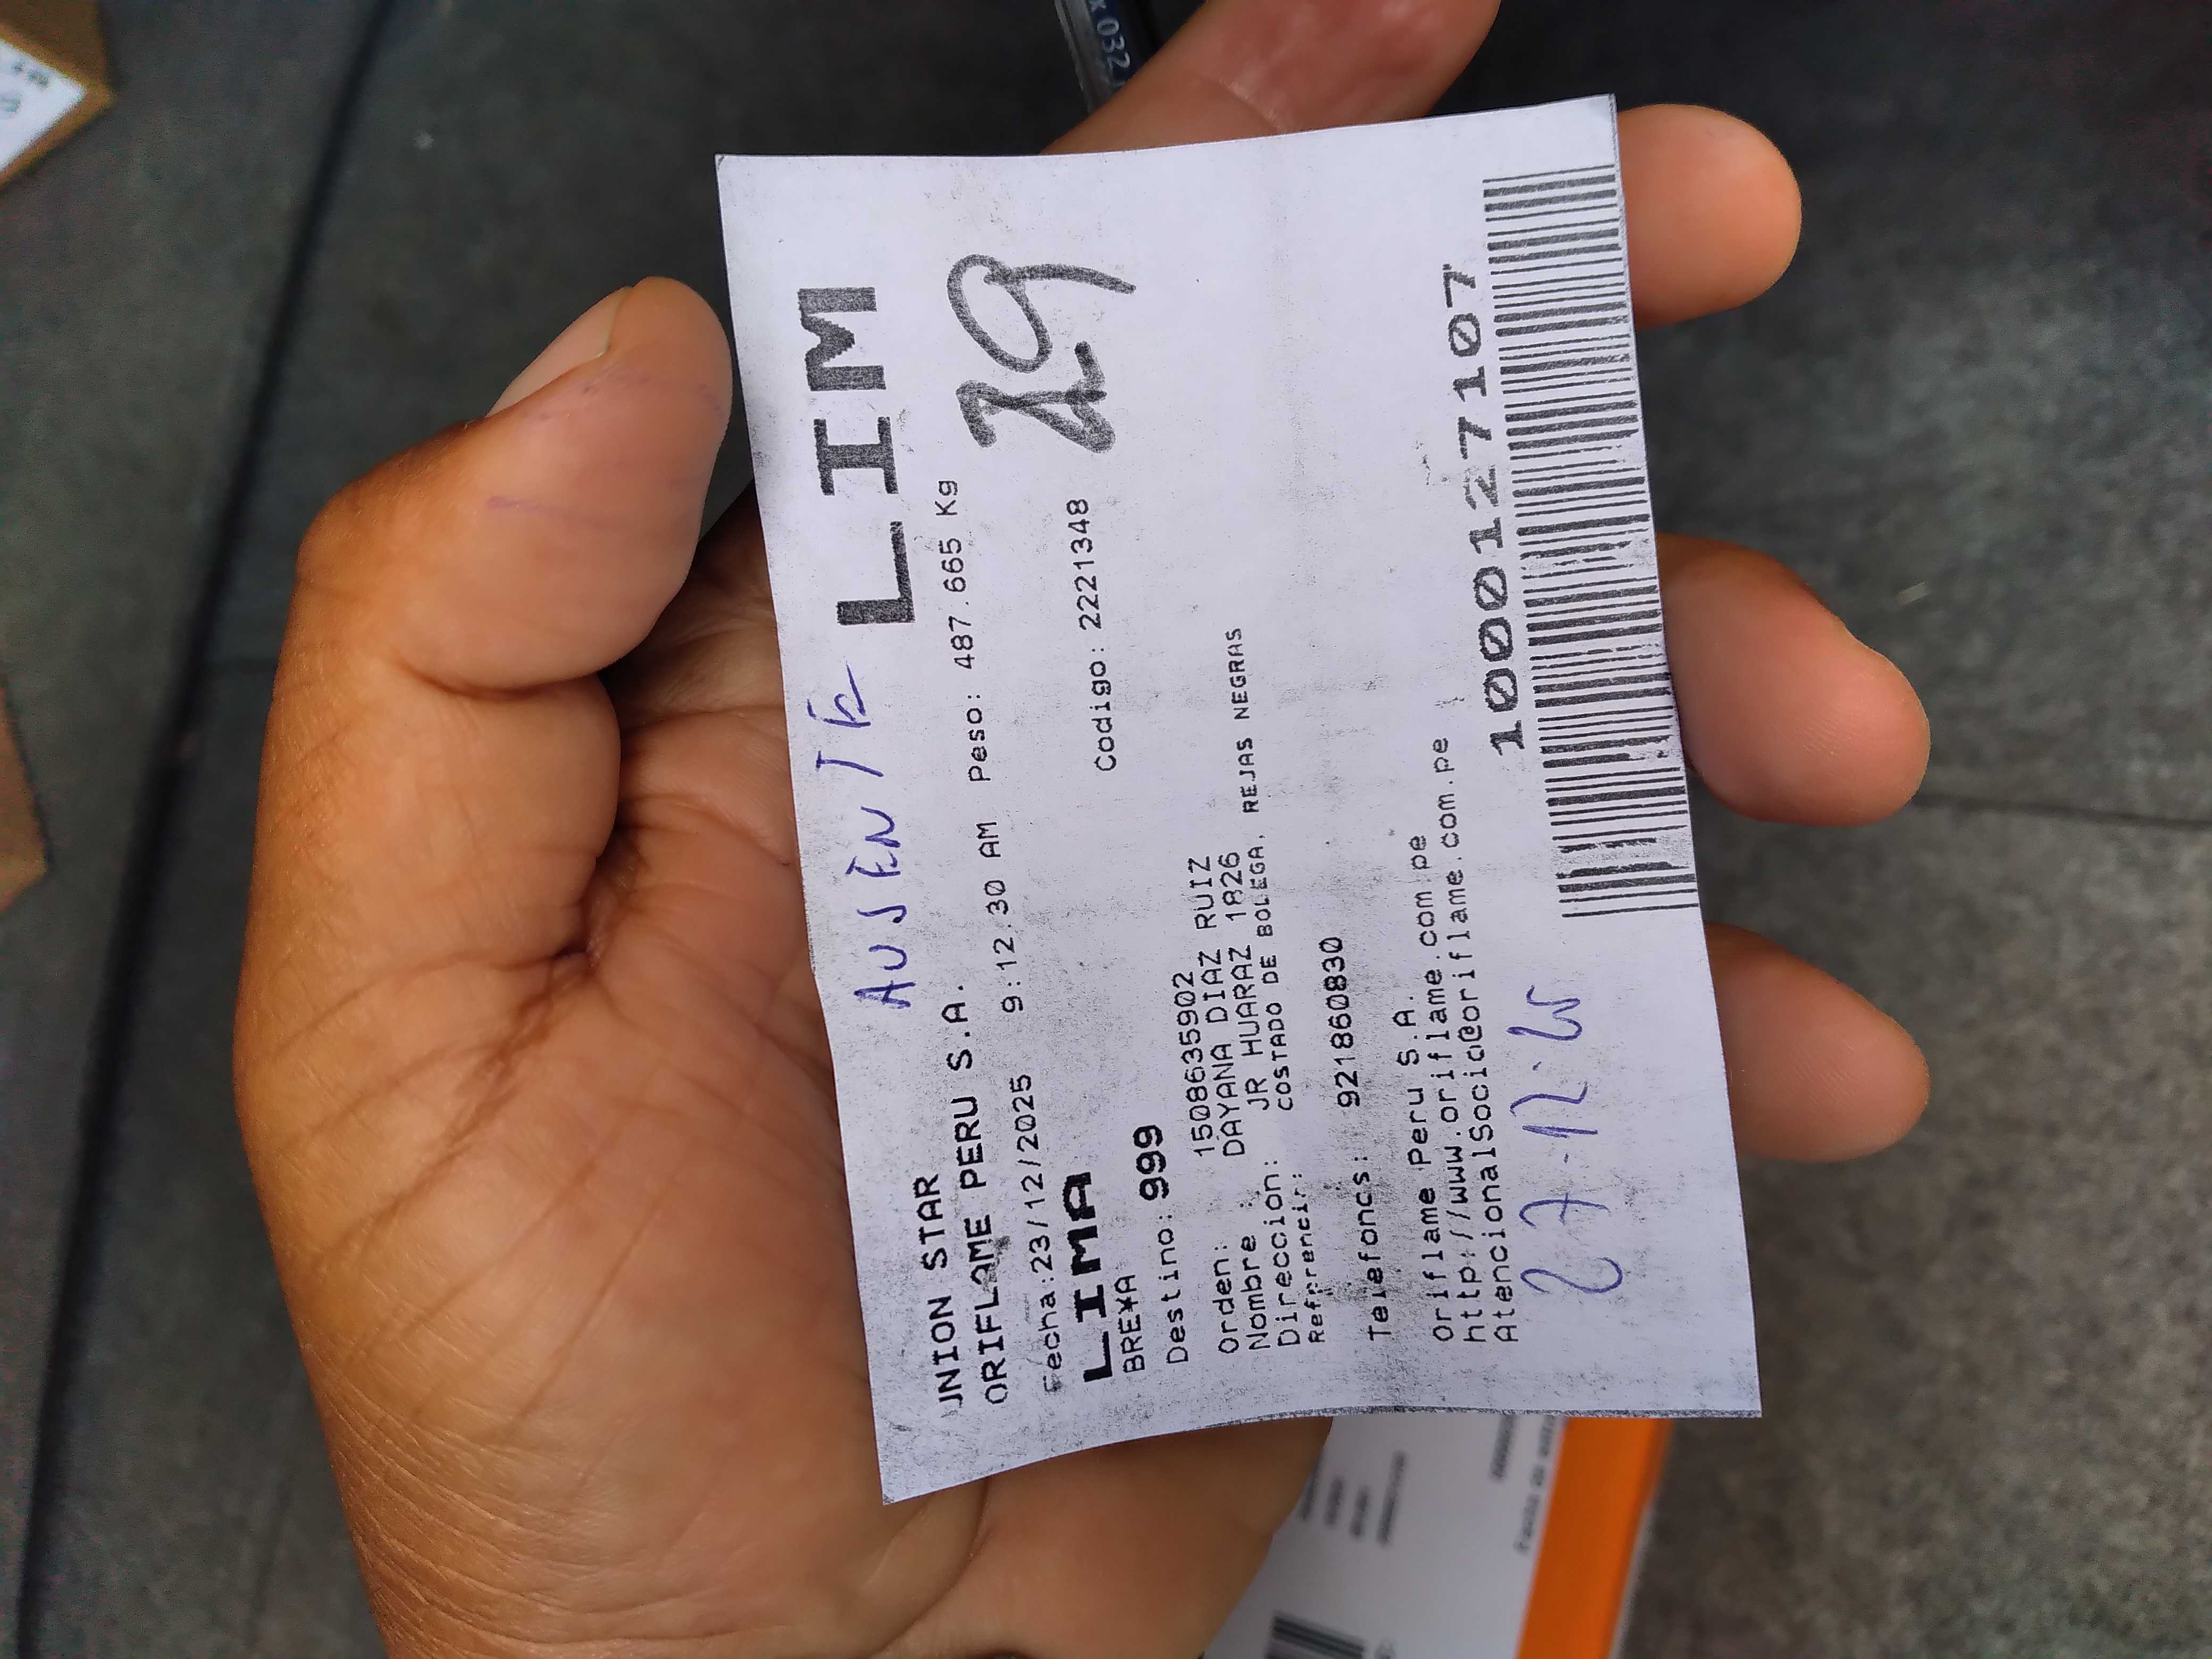 AUSENTE
LIM
UNION STAR
ORIFLAME PERU S.A.
Fecha:23/12/2025 9:12.30 AM Peso: 487.665 Kg
29
LIMA
BREÑA
Codigo: 2221348
Destino: 999
Orden: 1508635902
Nombre : DAYANA DIAZ RUIZ
Direccion: JR HUARAZ 1826
Referencia: COSTADO DE BODEGA, REJAS NEGRAS
Telefonos: 921860830
Oriflame Peru S.A.
http://www.oriflame.com.pe
AtencionalSocio@oriflame.com.pe
1000127107
27-12-25
x 032